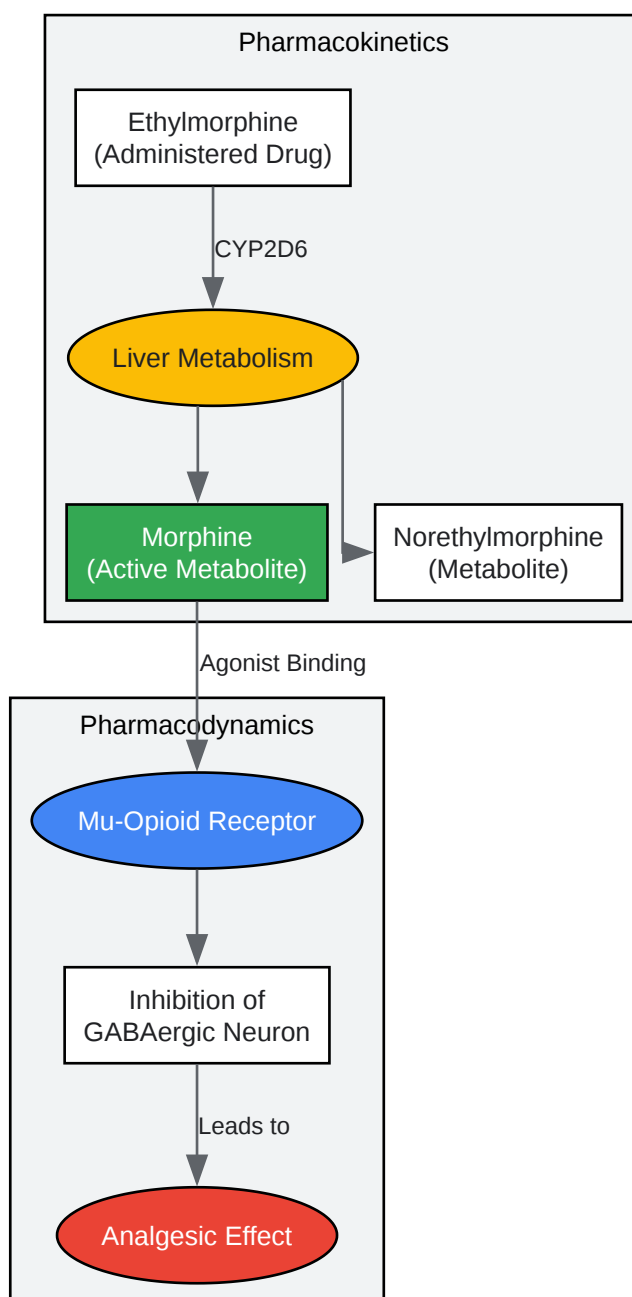 Pharmacokinetics
Ethylmorphine
(Administered Drug)
CYP2D6
Liver Metabolism
Morphine
(Active Metabolite)
Norethylmorphine
(Metabolite)
Agonist Binding
Pharmacodynamics
Mu-Opioid Receptor
Inhibition of
GABAergic Neuron
Leads to
Analgesic Effect